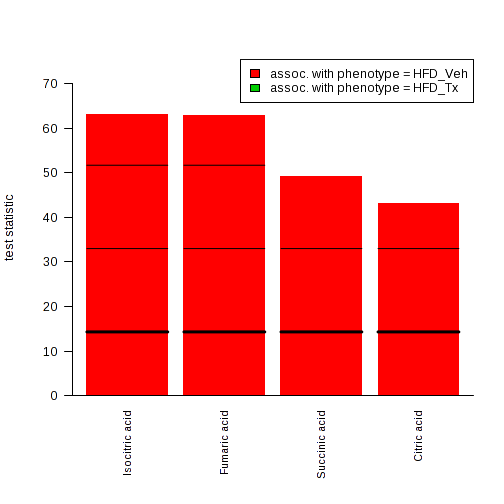 assoc. with phenotype = HFD_Veh
assoc. with phenotype = HFD_Tx
70
60
50
40
30
20
10
0
test statistic
Isocitric acid
Fumaric acid
Succinic acid
Citric acid